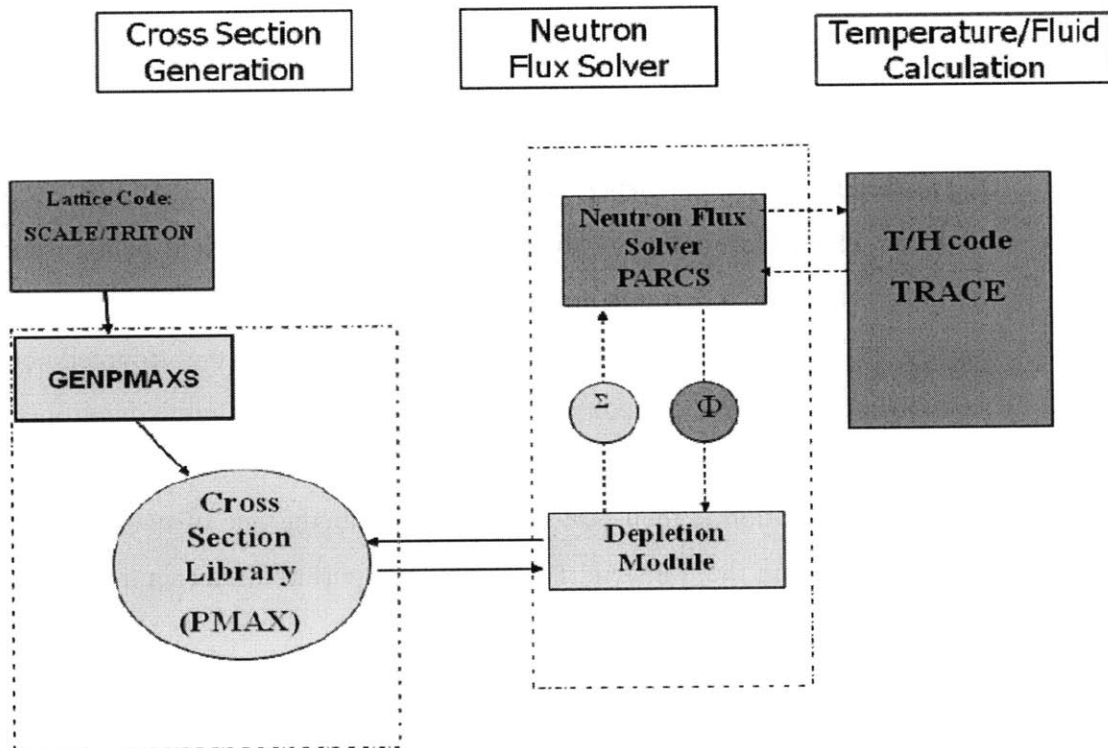 Cross Section
Generation
Neutron
Flux Solver
Temperature/Fluid
Calculation
Lattice Code:
SCALE/TRITON
GENPMAXS
Cross
Section
Library
(PMAX)
Neutron Flux
Solver
PARCS
Σ
Φ
Depletion
Module
T/H code
TRACE